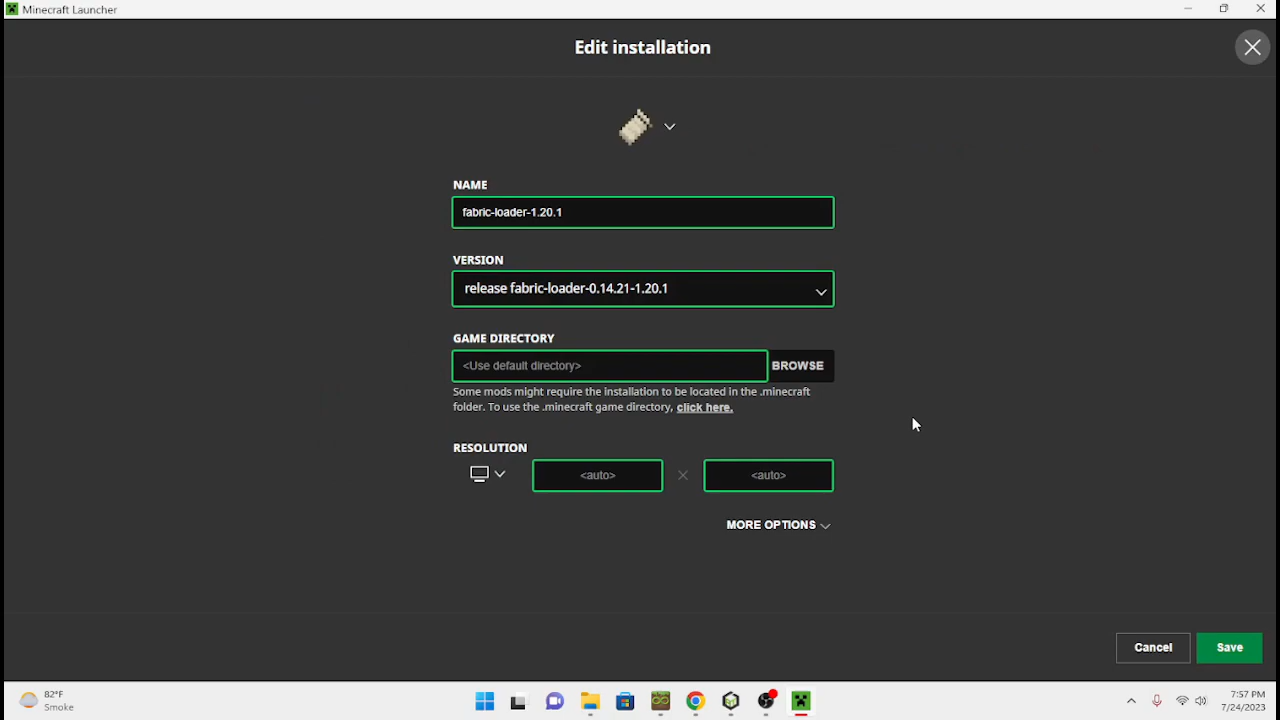 Minecraft Launcher
Edit installation
NAME
fabric-loader-1.20.1
VERSION
release fabric-loader-0.14.21-1.20.1
GAME DIRECTORY
<Use default directory>
BROWSE
Some mods might require the installation to be located in the .minecraft
folder. To use the .minecraft game directory, click here.
RESOLUTION
<auto>
<auto>
MORE OPTIONS
Cancel
Save
82°F
Smoke
7:57 PM
7/24/2023